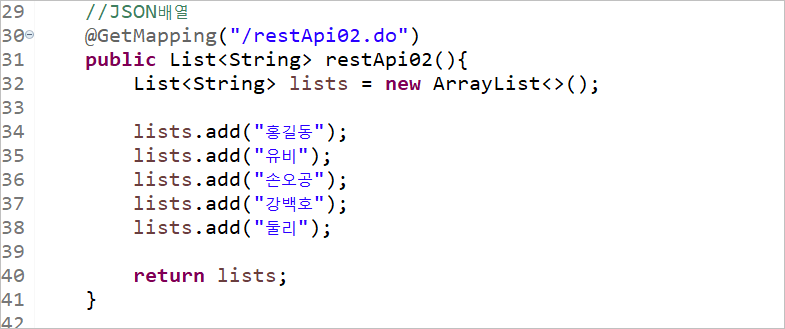 29 //JSON배열
30 @GetMapping("/restApi02.do")
31 public List<String> restApi02(){
32 List<String> lists = new ArrayList<>();
33
34 lists.add("홍길동");
35 lists.add("유비");
36 lists.add("손오공");
37 lists.add("강백호");
38 lists.add("둘리");
39
40 return lists;
41 }
42